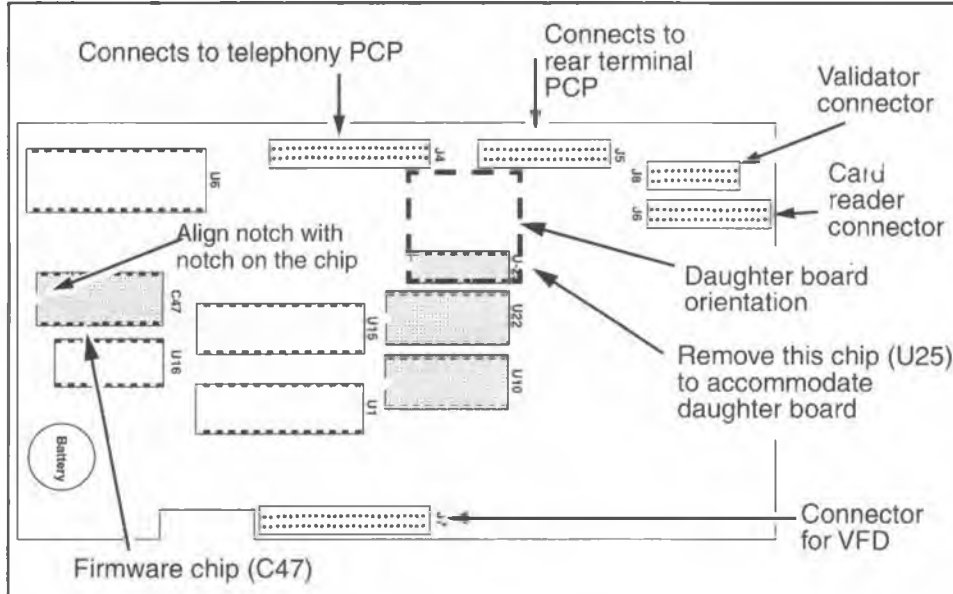 Connects to telephony PCP
Connects to
rear terminal
PCP
Validator
connector
J4
J5
J8
J6
Card
reader
connector
U6
Align notch with
notch on the chip
Daughter board
orientation
C47
U15
U22
U16
Remove this chip (U25)
to accommodate
daughter board
U1
U10
Battery
Connector
for VFD
Firmware chip (C47)